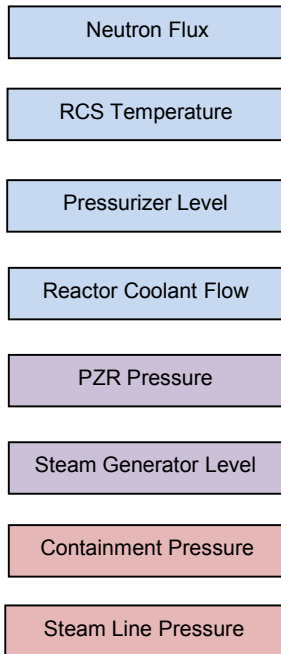 Neutron Flux
RCS Temperature
Pressurizer Level
Reactor Coolant Flow
PZR Pressure
Steam Generator Level
Containment Pressure
Steam Line Pressure